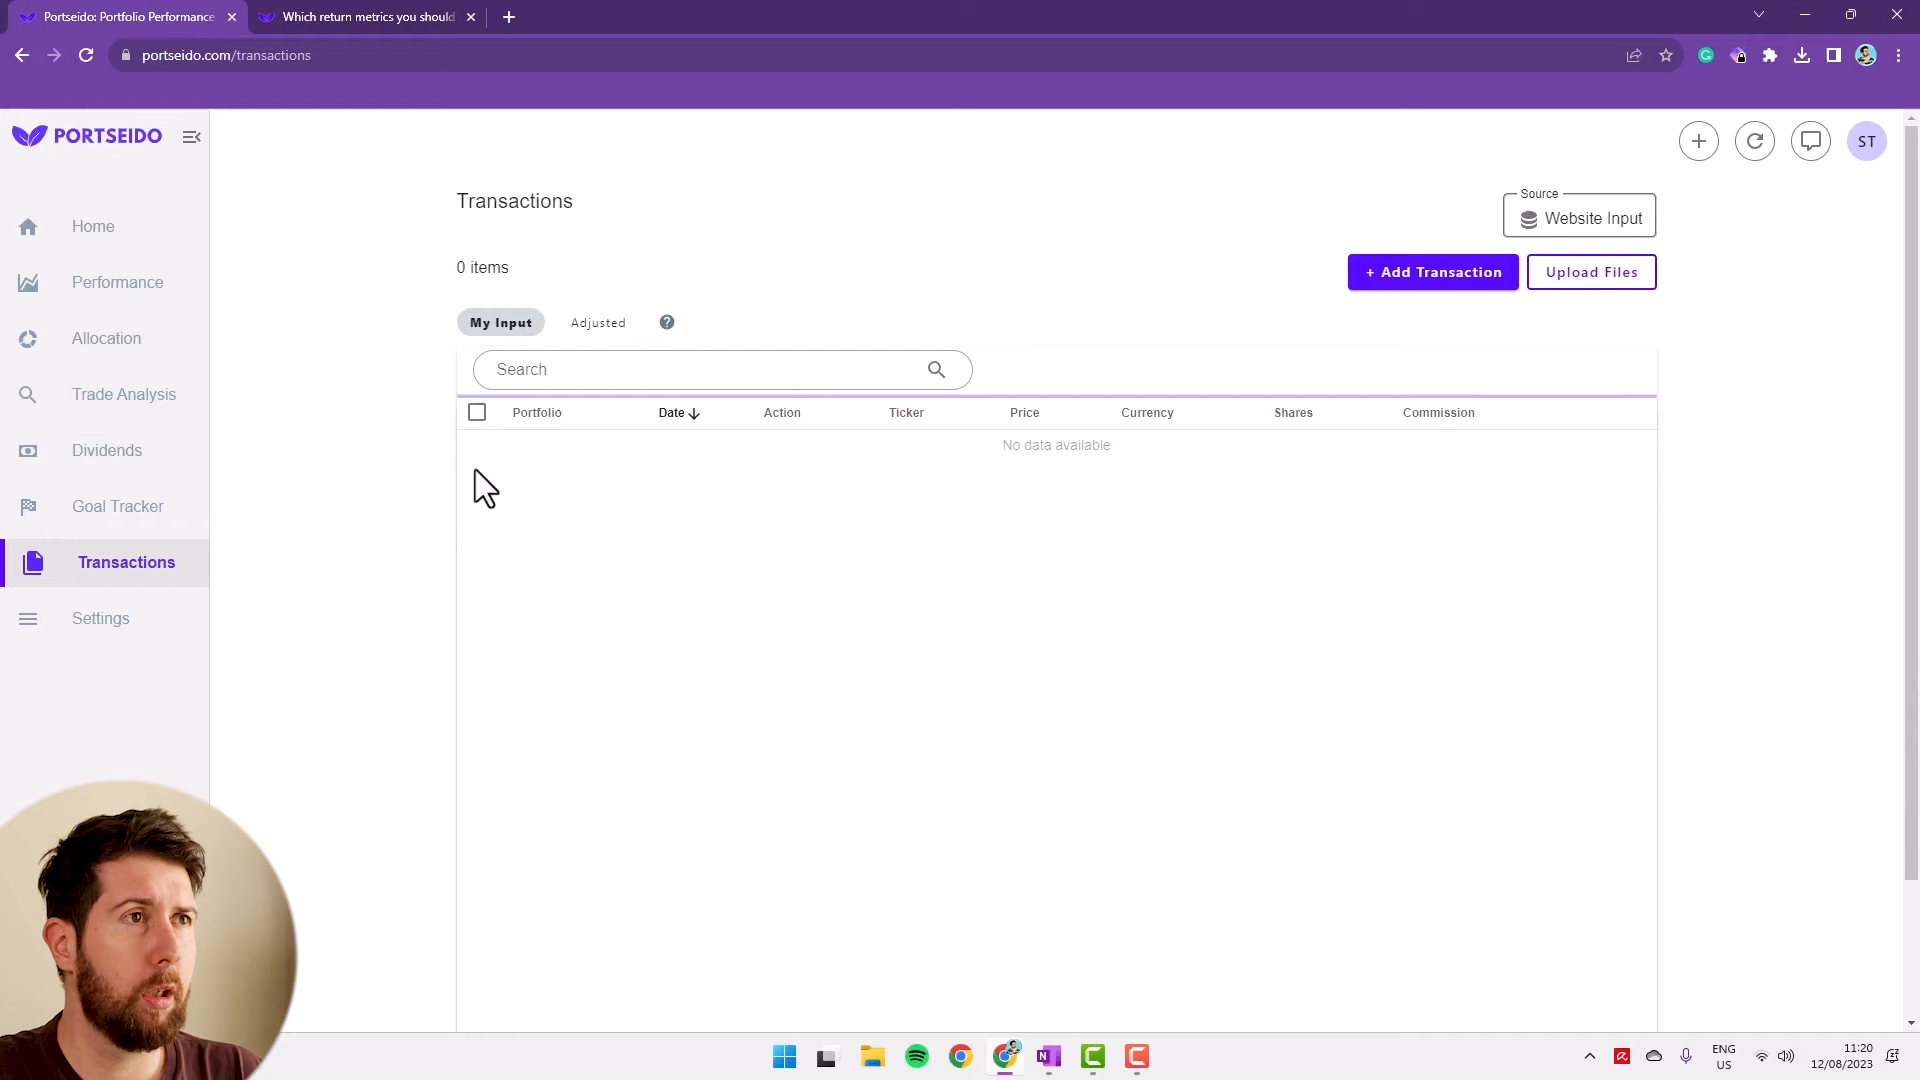 Portseido: Portfolio Performance
Which return metrics you should
portseido.com/transactions
PORTSEIDO
ST
Home
Performance
Allocation
Trade Analysis
Dividends
Goal Tracker
Transactions
Settings
Transactions
Source
Website Input
0 items
+ Add Transaction
Upload Files
My Input
Adjusted
?
Search
Portfolio Date Action Ticker Price Currency Shares Commission
No data available
ENG
US
11:20
12/08/2023